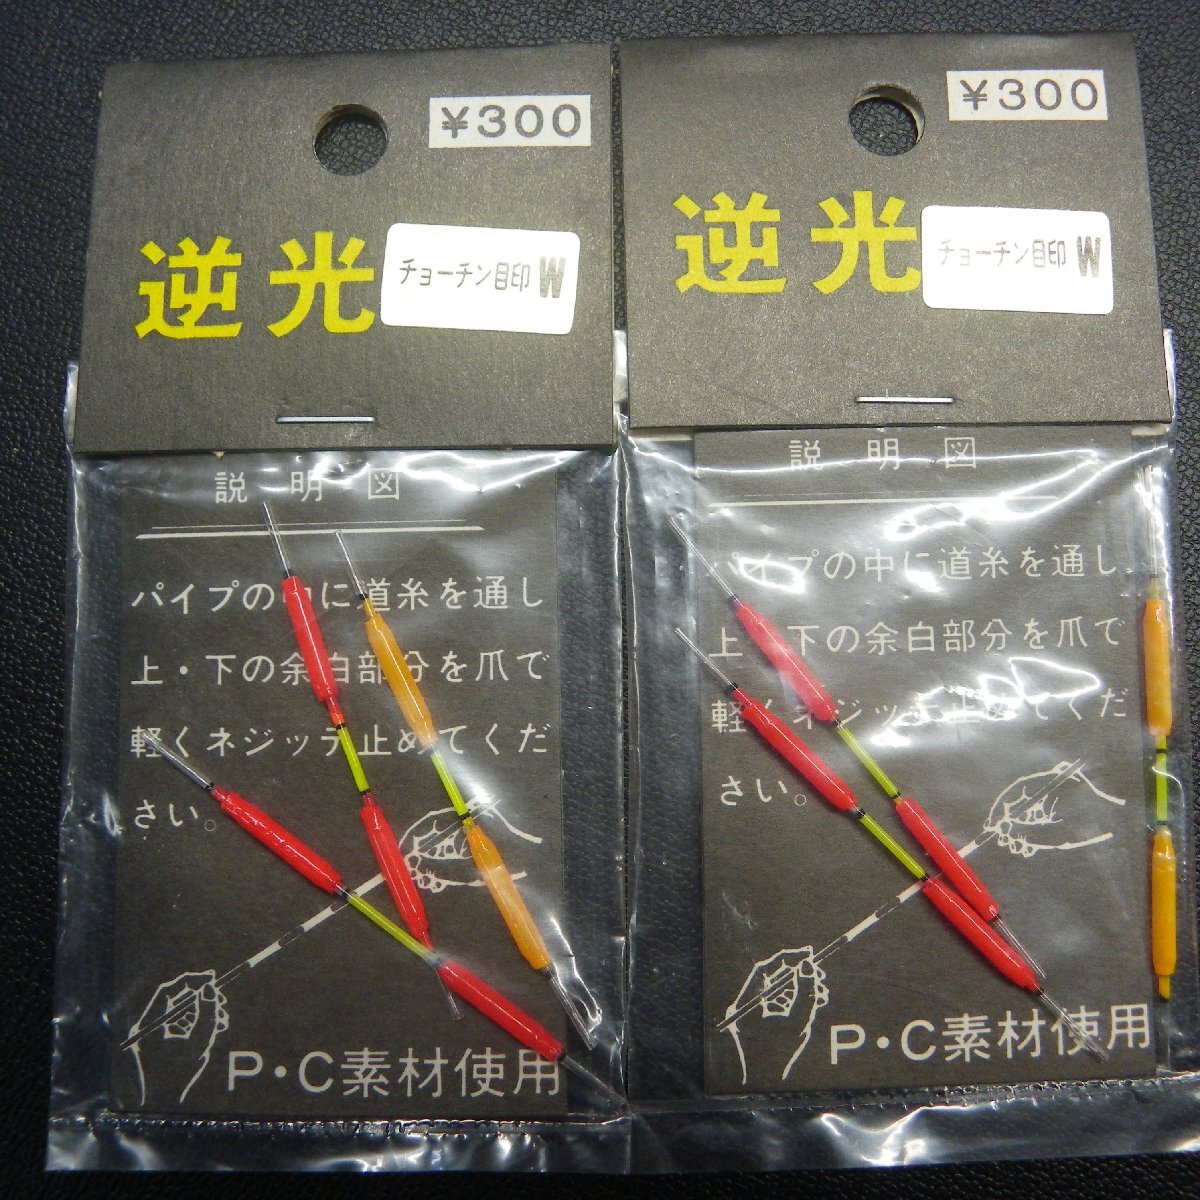 ¥300
逆光
チョーチン目印 W
説明図
パイプの中に道糸を通し
上・下の余白部分を爪で
軽くネジッテ止めてくだ
さい。
P・C素材使用
¥300
逆光
チョーチン目印 W
説明図
パイプの中に道糸を通し
上・下の余白部分を爪で
軽くネジッテ止めてくだ
さい。
P・C素材使用